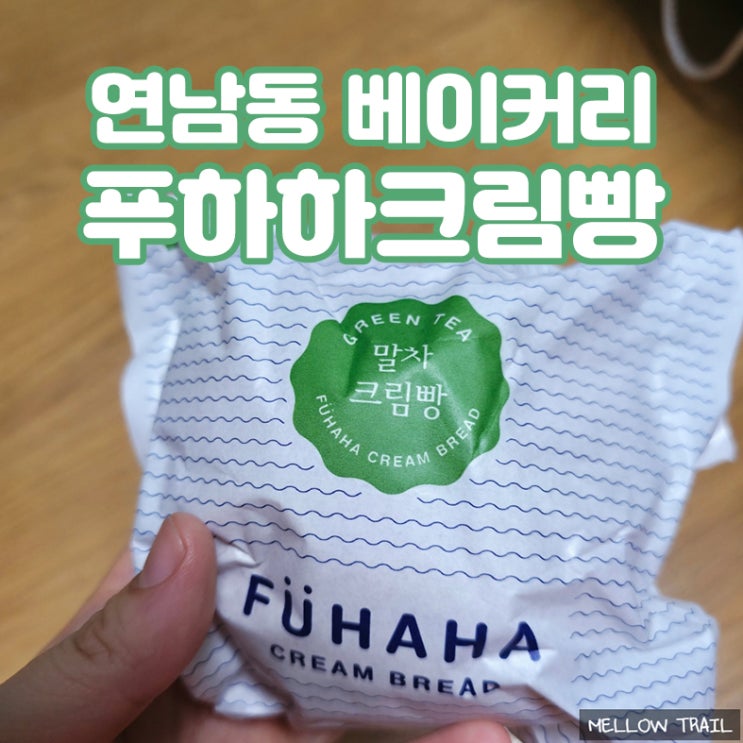 연남동 베이커리
푸하하크림빵
GREEN TEA
말차
크림빵
FÜHAHA CREAM BREAD
FÜHAHA
CREAM BREAD
MELLOW TRAIL